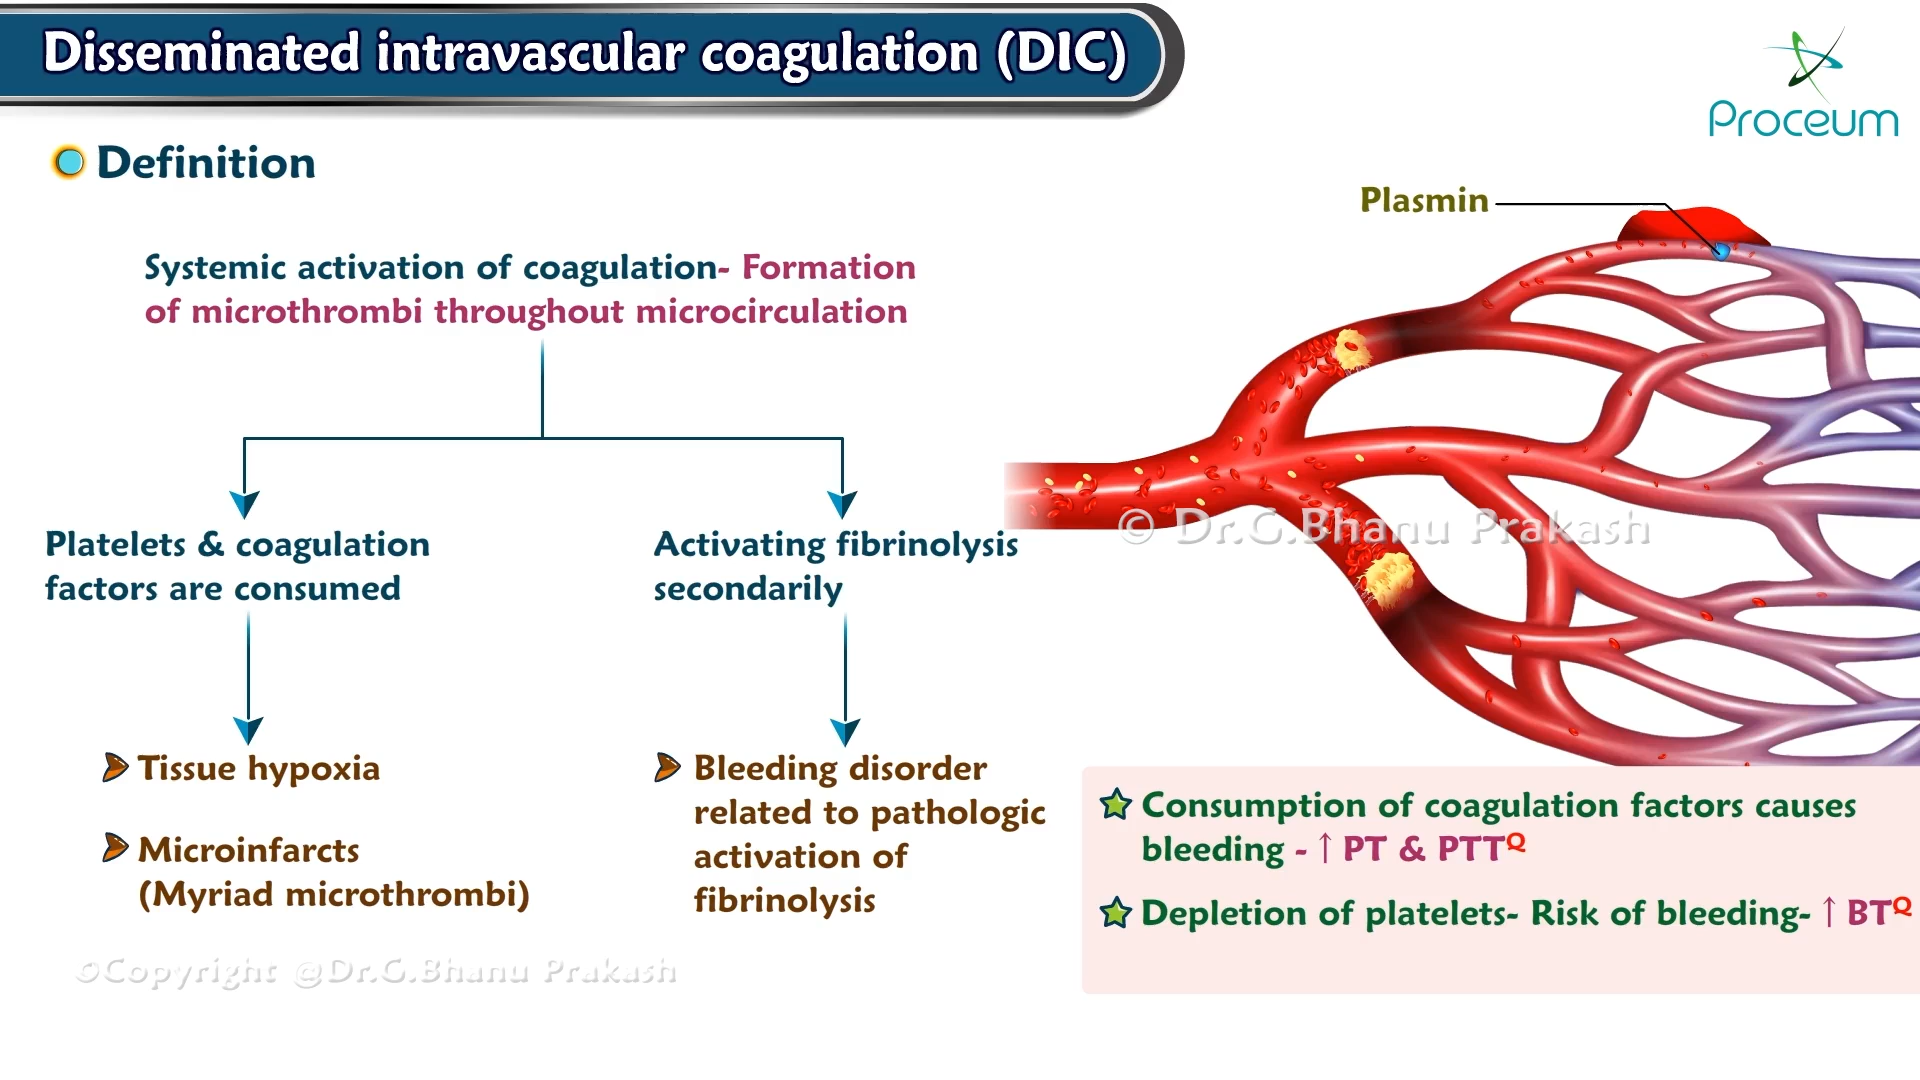 Disseminated intravascular coagulation (DIC)
Proceum
Definition
Plasmin
Systemic activation of coagulation- Formation
of microthrombi throughout microcirculation
Platelets & coagulation
factors are consumed
Activating fibrinolysis
secondarily
© Dr.G.Bhanu Prakash
Tissue hypoxia
Microinfarcts
(Myriad microthrombi)
Bleeding disorder
related to pathologic
activation of
fibrinolysis
Consumption of coagulation factors causes
bleeding - ↑ PT & PTTQ
Depletion of platelets- Risk of bleeding- ↑ BTQ
©Copyright @Dr.G.Bhanu Prakash